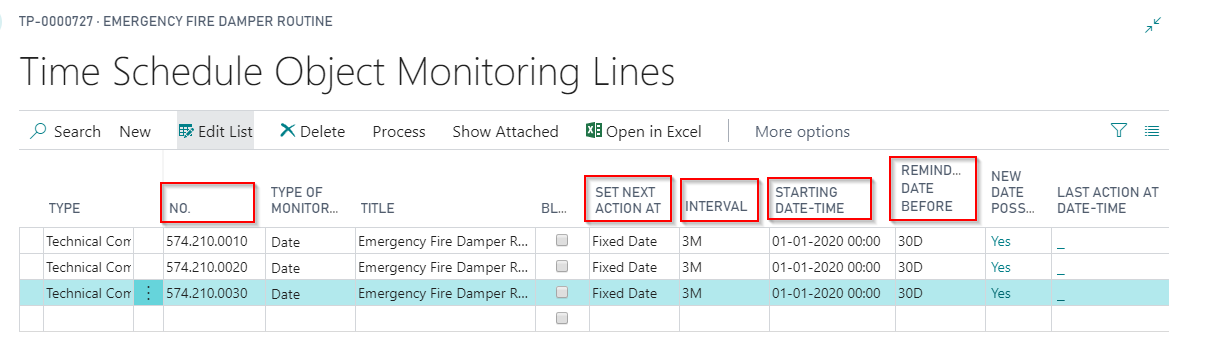 TP-0000727 · EMERGENCY FIRE DAMPER ROUTINE
Time Schedule Object Monitoring Lines
Search New Edit List Delete Process Show Attached Open in Excel More options
TYPE NO. TYPE OF MONITOR... TITLE BL... SET NEXT ACTION AT INTERVAL STARTING DATE-TIME REMIND... DATE BEFORE NEW DATE POSS... LAST ACTION AT DATE-TIME
Technical Com 574.210.0010 Date Emergency Fire Damper R... Fixed Date 3M 01-01-2020 00:00 30D Yes _
Technical Com 574.210.0020 Date Emergency Fire Damper R... Fixed Date 3M 01-01-2020 00:00 30D Yes _
Technical Com 574.210.0030 Date Emergency Fire Damper R... Fixed Date 3M 01-01-2020 00:00 30D Yes _